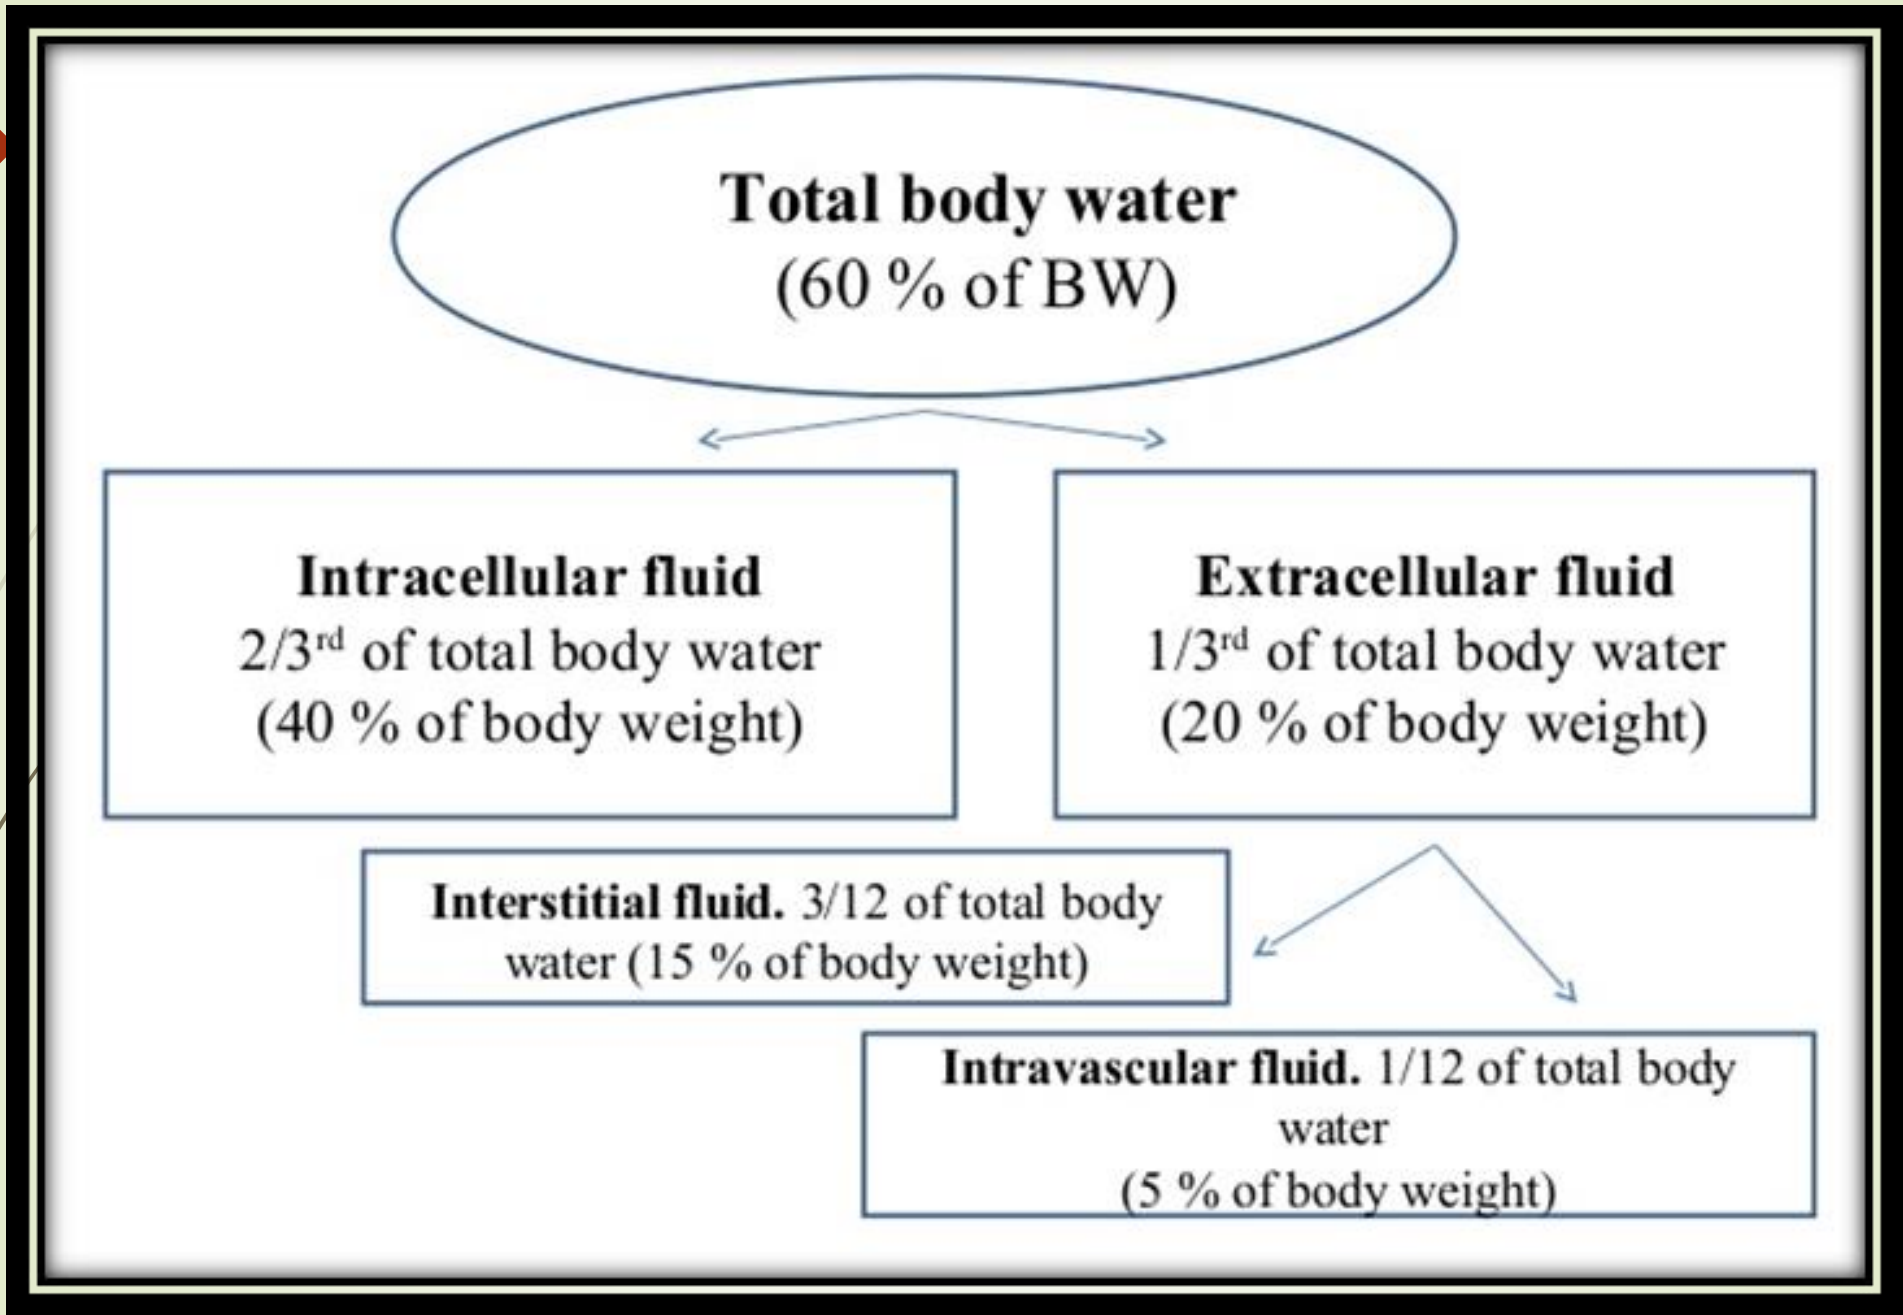 Total body water
(60 % of BW)
Intracellular fluid
2/3rd of total body water
(40 % of body weight)
Extracellular fluid
1/3rd of total body water
(20 % of body weight)
Interstitial fluid. 3/12 of total body
water (15 % of body weight)
Intravascular fluid. 1/12 of total body
water
(5 % of body weight)